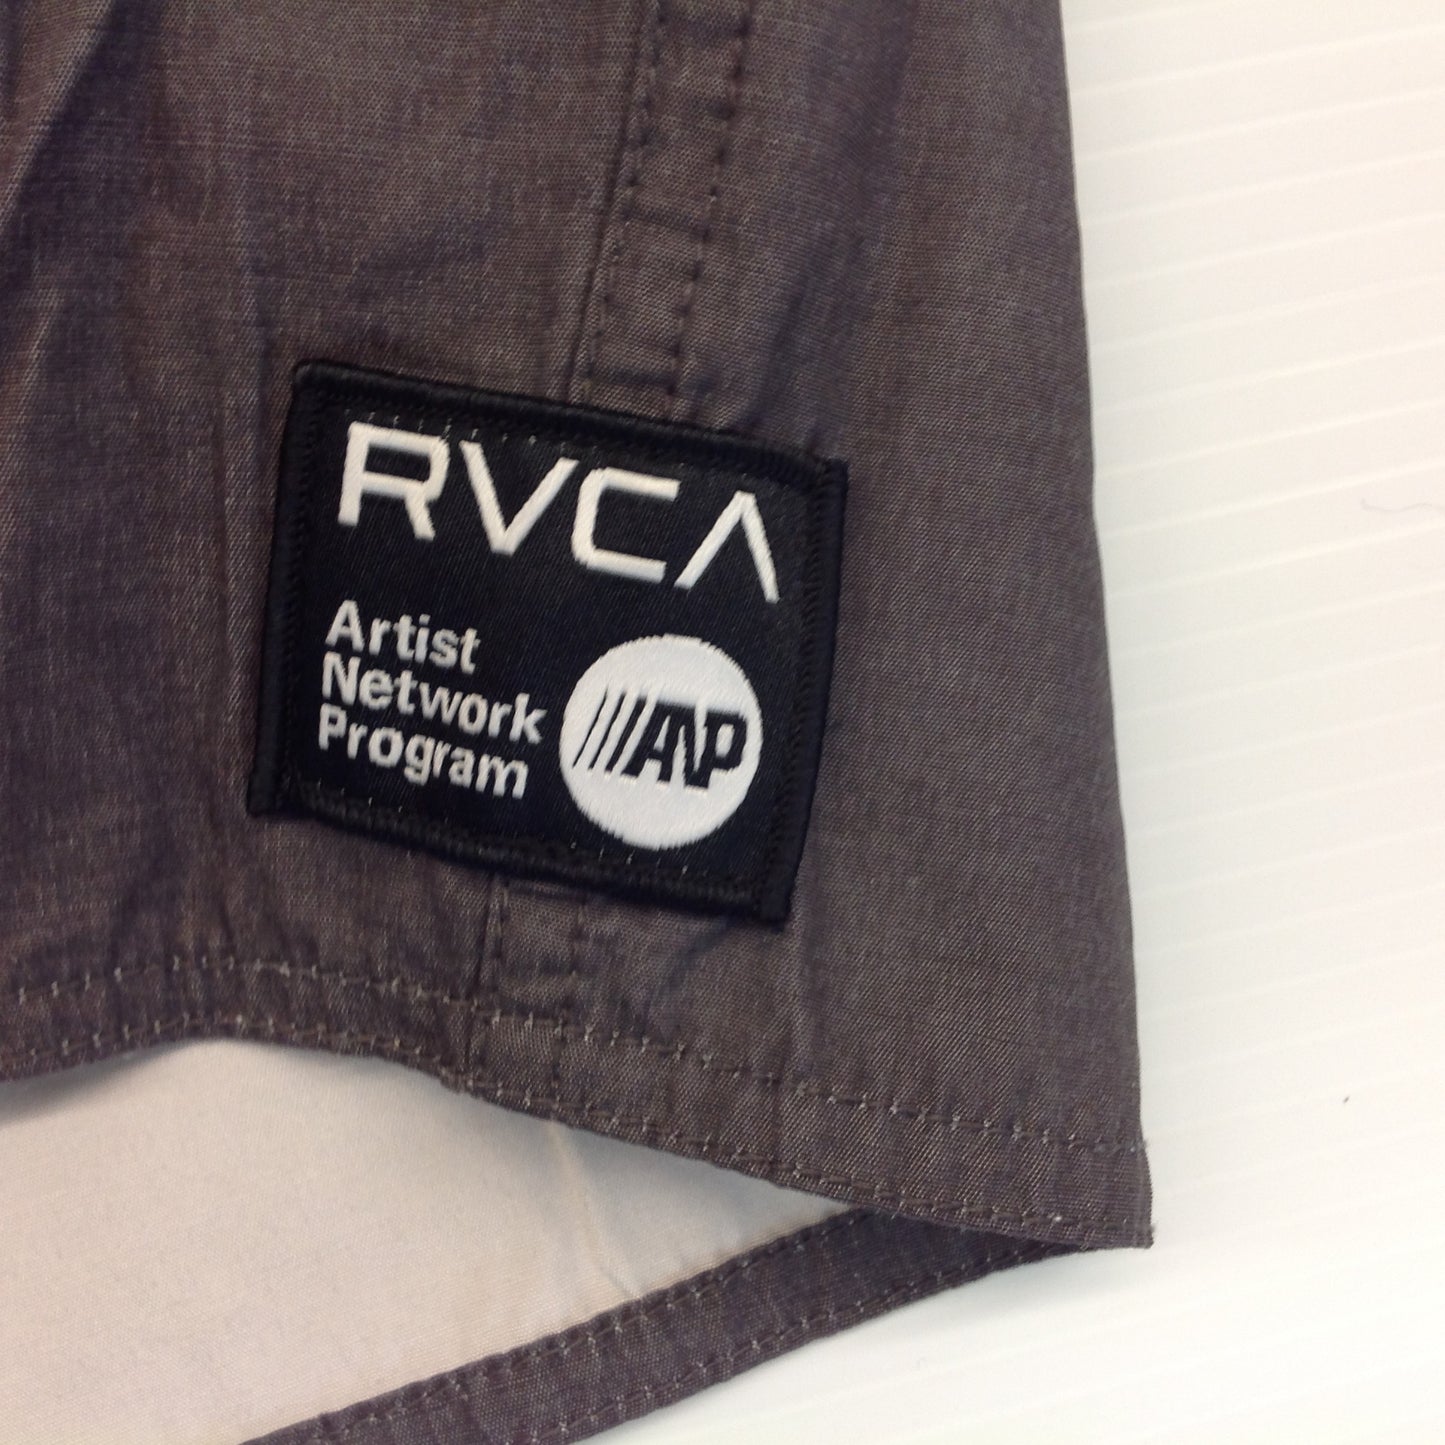 RVCA
Artist
Network
Program
ANP